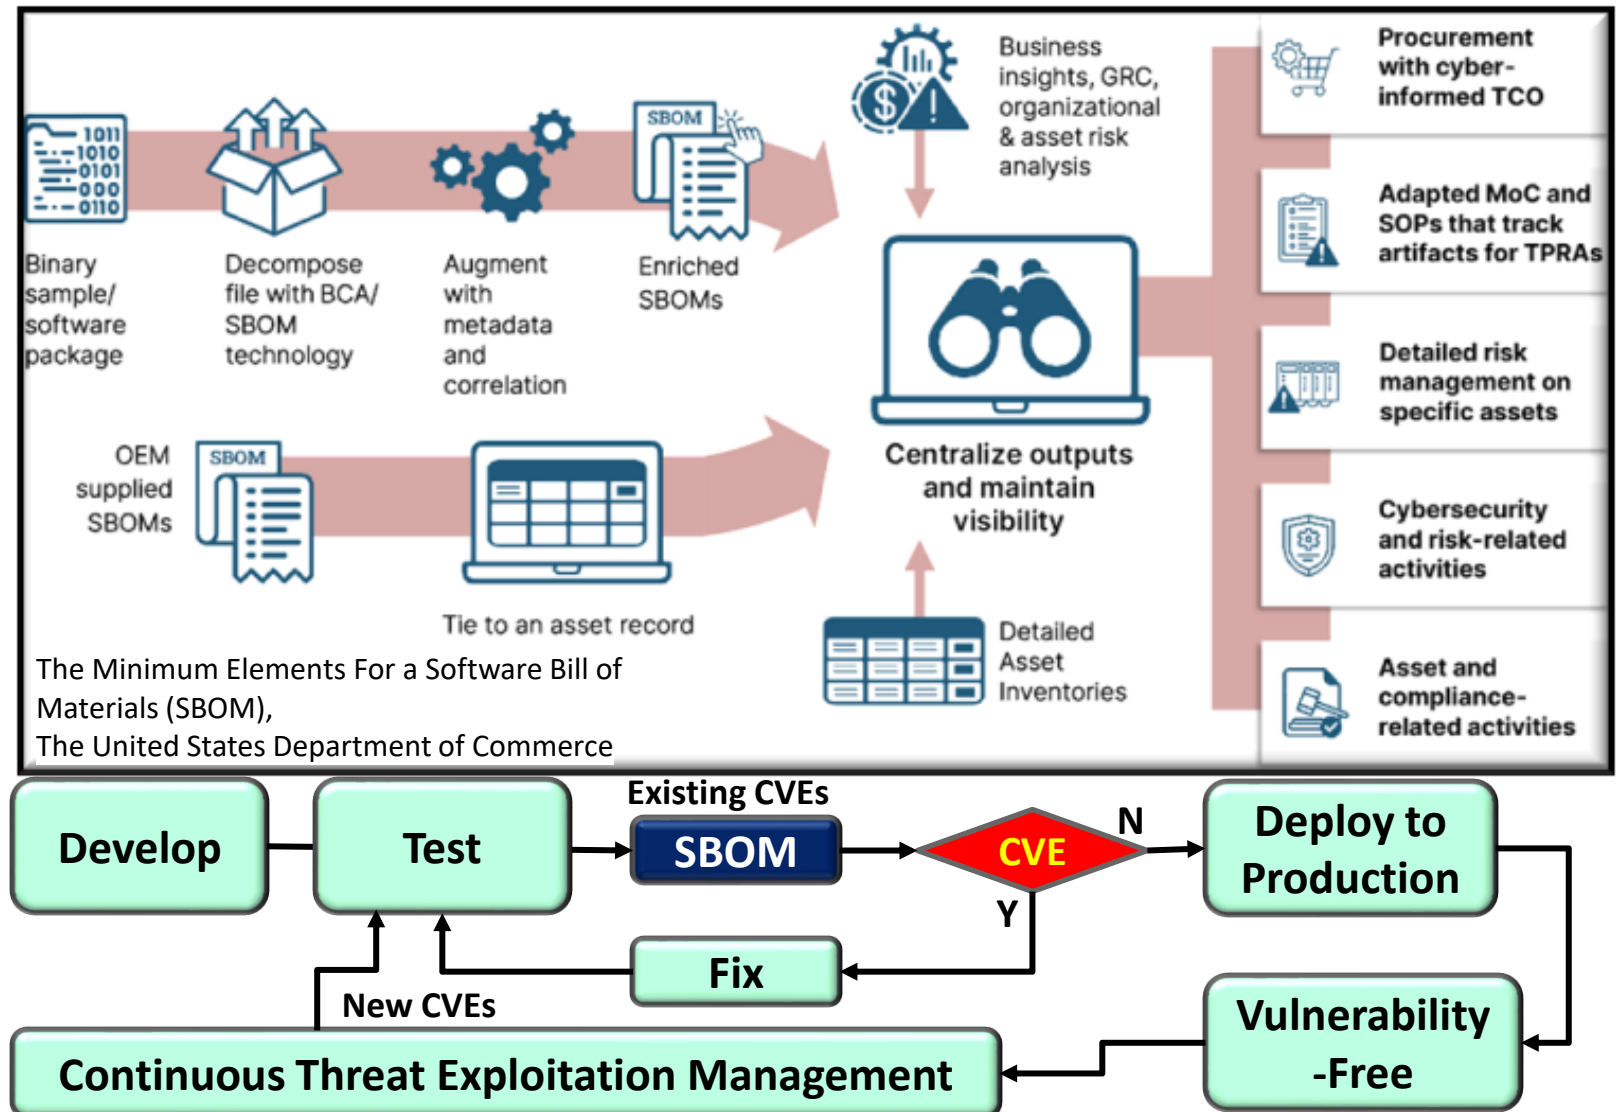 1011
1010
0101
000
0110
Binary
sample/
software
package
Decompose
file with BCA/
SBOM
technology
Augment
with
metadata
and
correlation
SBOM
Enriched
SBOMs
Business
insights, GRC,
organizational
& asset risk
analysis
OEM
supplied
SBOMs
SBOM
Tie to an asset record
Centralize outputs
and maintain
visibility
Detailed
Asset
Inventories
Procurement
with cyber-
informed TCO
Adapted MoC and
SOPs that track
artifacts for TPRAs
Detailed risk
management on
specific assets
Cybersecurity
and risk-related
activities
Asset and
compliance-
related activities
The Minimum Elements For a Software Bill of
Materials (SBOM),
The United States Department of Commerce
Develop
Test
Existing CVEs
SBOM
CVE
N
Y
Deploy to
Production
Fix
New CVEs
Vulnerability
-Free
Continuous Threat Exploitation Management